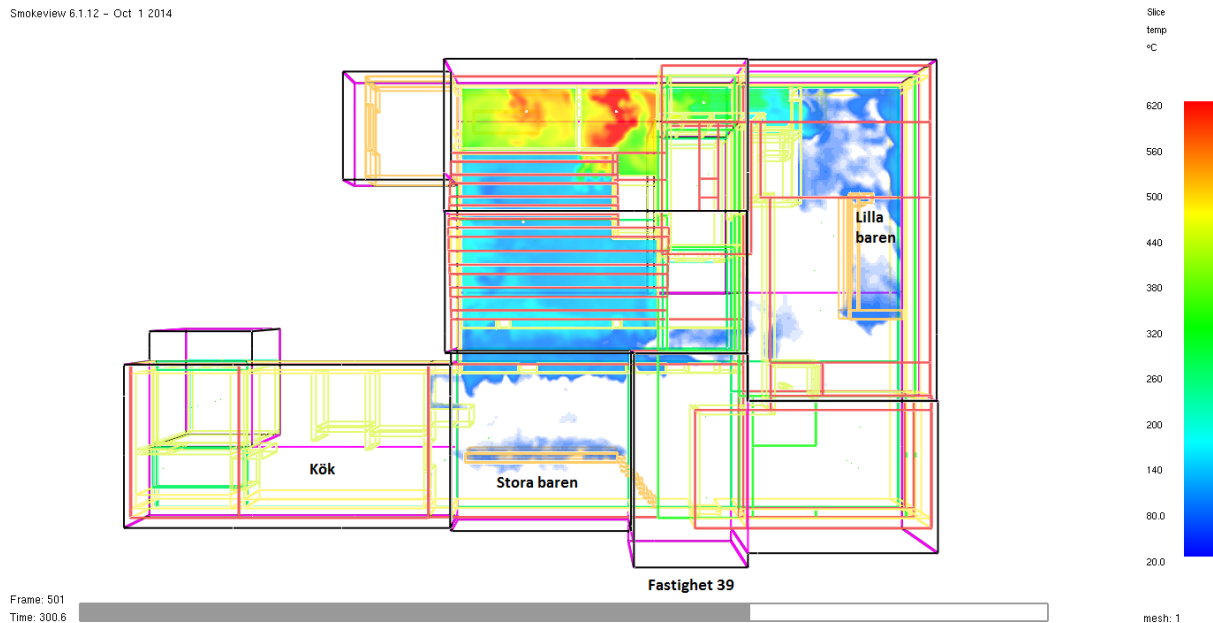 Smokeview 6.1.12 - Oct 1 2014
Slice
temp
°C
620
560
500
440
380
320
260
200
140
80.0
20.0
Lilla
baren
Kök
Stora baren
Fastighet 39
Frame: 501
Time: 300.6
mesh: 1